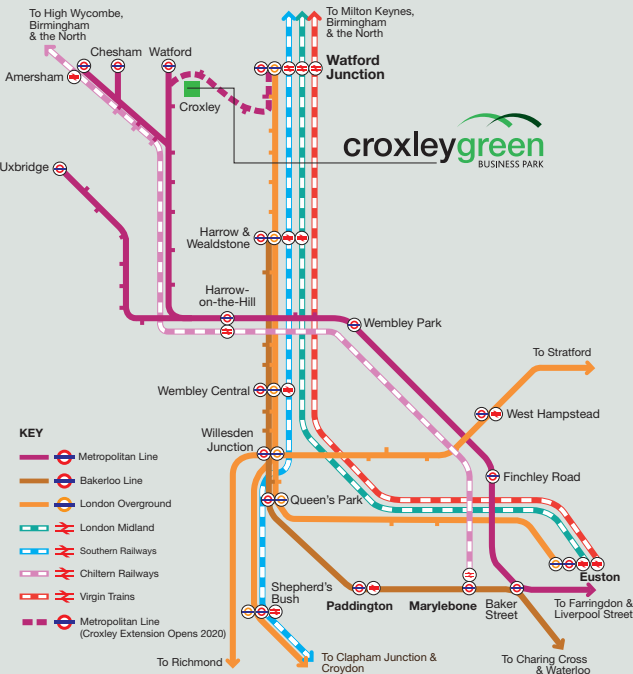 To High Wycombe,
Birmingham
& the North
Chesham
Watford
To Milton Keynes,
Birmingham
& the North
Amersham
Watford
Junction
Croxley
croxleygreen
BUSINESS PARK
Uxbridge
Harrow &
Wealdstone
Harrow-
on-the-Hill
Wembley Park
To Stratford
Wembley Central
West Hampstead
KEY
Metropolitan Line
Bakerloo Line
London Overground
London Midland
Southern Railways
Chiltern Railways
Virgin Trains
Metropolitan Line
(Croxley Extension Opens 2020)
Willesden
Junction
Finchley Road
Queen's Park
Euston
Shepherd's
Bush
Paddington
Marylebone
Baker
Street
To Farringdon &
Liverpool Street
To Richmond
To Clapham Junction &
Croydon
To Charing Cross
& Waterloo